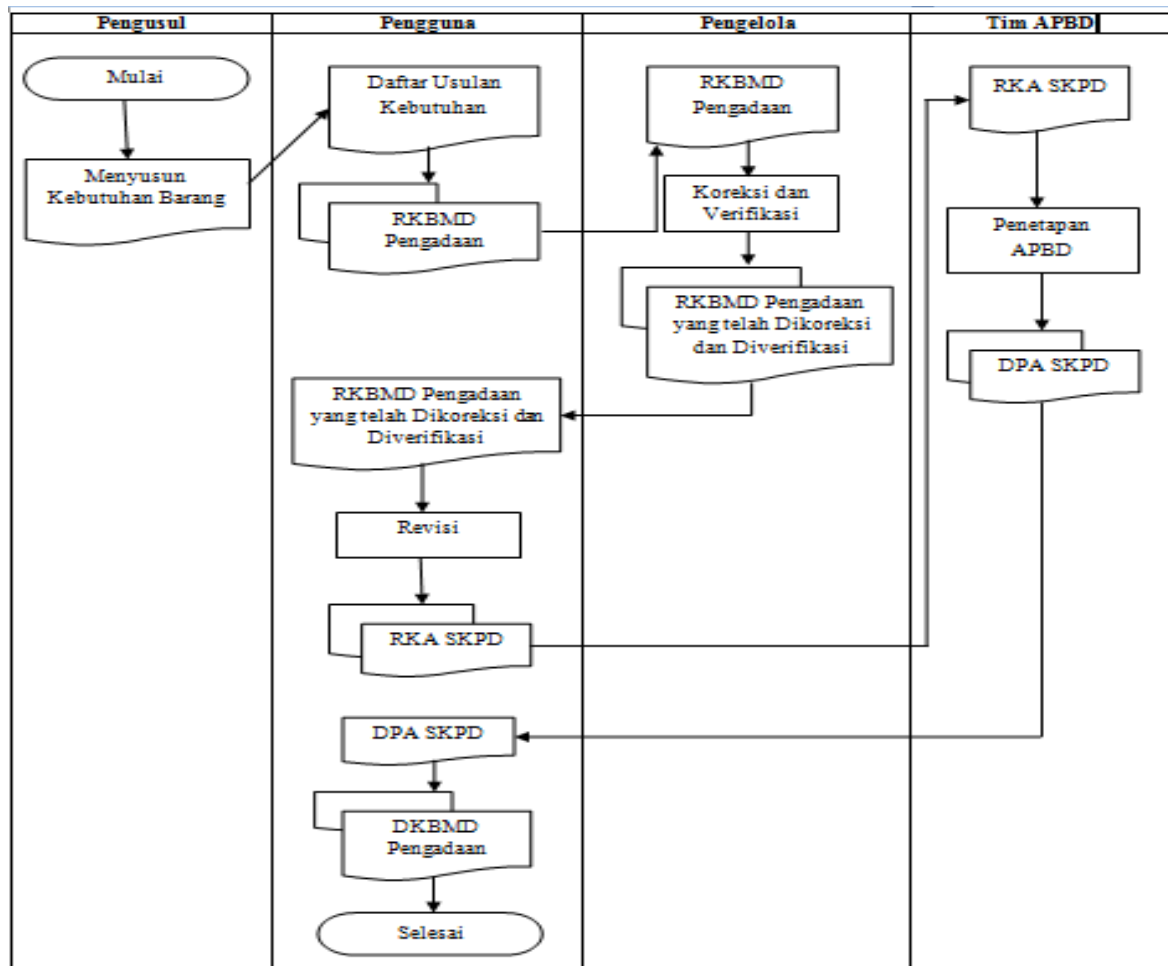 Pengusul
Pengguna
Pengelola
Tim APBD
Mulai
Menyusun
Kebutuhan Barang
Daftar Usulan
Kebutuhan
RKBMD
Pengadaan
RKBMD
Pengadaan
Koreksi dan
Verifikasi
RKBMD Pengadaan
yang telah Dikoreksi
dan Diverifikasi
RKBMD Pengadaan
yang telah Dikoreksi dan
Diverifikasi
Revisi
RKA SKPD
RKA SKPD
Penetapan
APBD
DPA SKPD
DPA SKPD
DKBMD
Pengadaan
Selesai